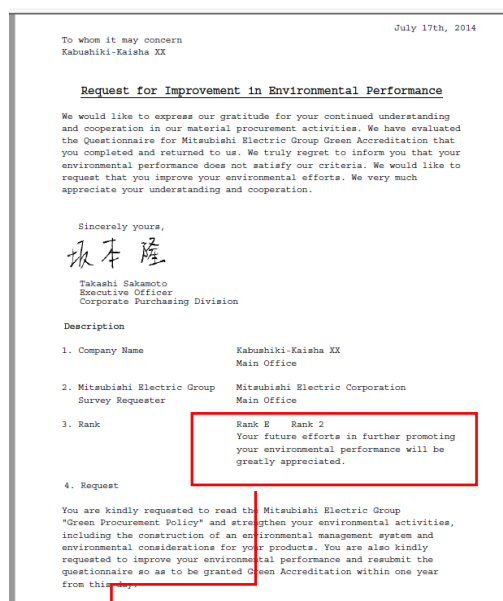 July 17th, 2014
To whom it may concern
Kabushiki-Kaisha XX
Request for Improvement in Environmental Performance
We would like to express our gratitude for your continued understanding
and cooperation in our material procurement activities. We have evaluated
the Questionnaire for Mitsubishi Electric Group Green Accreditation that
you completed and returned to us. We truly regret to inform you that your
environmental performance does not satisfy our criteria. We would like to
request that you improve your environmental efforts. We very much
appreciate your understanding and cooperation.
Sincerely yours,
坂本 隆
Takashi Sakamoto
Executive Officer
Corporate Purchasing Division
Description
1. Company Name Kabushiki-Kaisha XX
Main Office
2. Mitsubishi Electric Group Mitsubishi Electric Corporation
Survey Requester Main Office
3. Rank Rank E Rank 2
Your future efforts in further promoting
your environmental performance will be
greatly appreciated.
4. Request
You are kindly requested to read the Mitsubishi Electric Group
"Green Procurement Policy" and strengthen your environmental activities,
including the construction of an environmental management system and
environmental considerations for your products. You are also kindly
requested to improve your environmental performance and resubmit the
questionnaire so as to be granted Green Accreditation within one year
from this day.